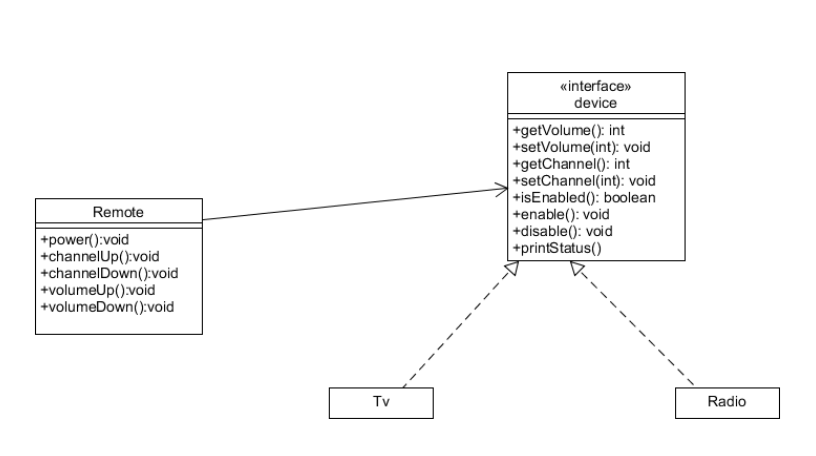 «interface»
device
+getVolume(): int
+setVolume(int): void
+getChannel(): int
+setChannel(int): void
+isEnabled(): boolean
+enable(): void
+disable(): void
+printStatus()
Remote
+power():void
+channelUp():void
+channelDown():void
+volumeUp():void
+volumeDown():void
Tv
Radio